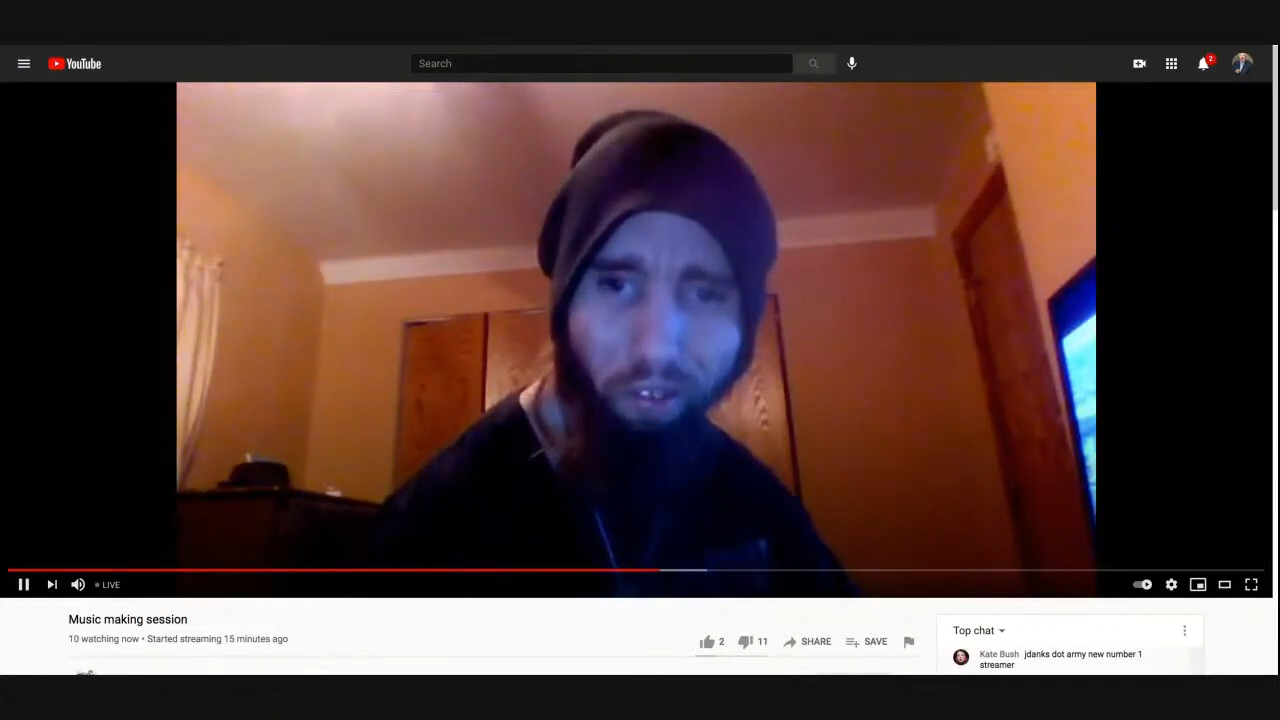 YouTube
Search
2
LIVE
Music making session
10 watching now • Started streaming 15 minutes ago
2
11
SHARE
SAVE
Top chat
Kate Bush jdanks dot army new number 1
streamer